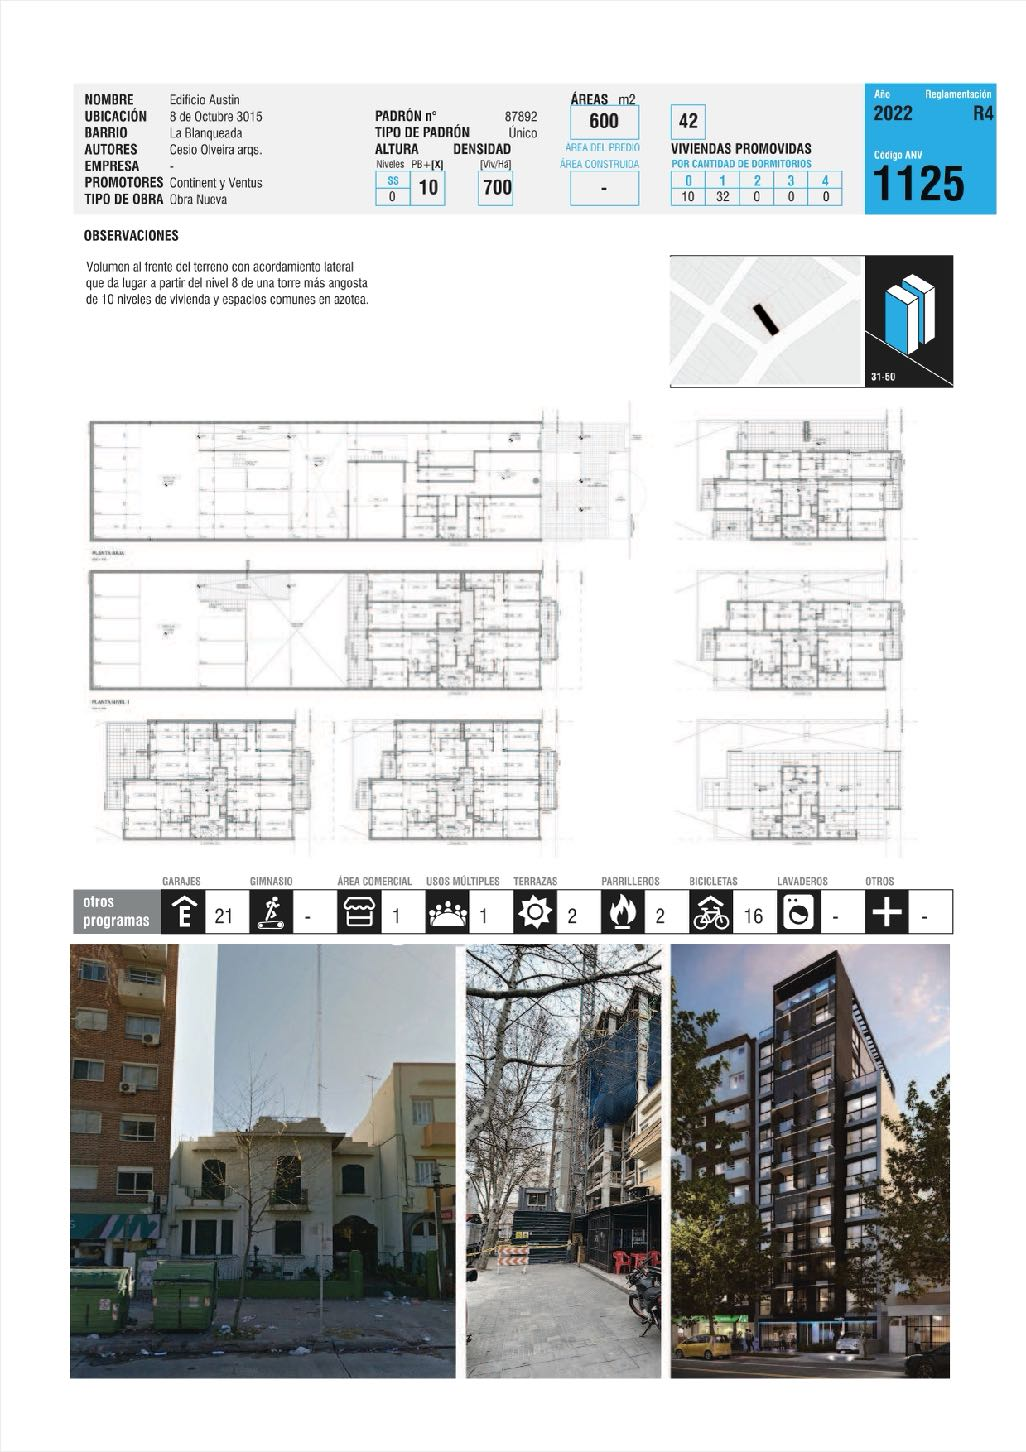 NOMBRE Edificio Austin
UBICACIÓN 8 de Octubre 3015
BARRIO La Blanqueada
AUTORES Cesio Olveira arqs.
EMPRESA -
PROMOTORES Continent y Ventus
TIPO DE OBRA Obra Nueva
PADRÓN n° 87892
TIPO DE PADRÓN Único
ALTURA DENSIDAD
Niveles PB+[X] [Viv/Há]
SS
0
10
700
ÁREAS m2
600
ÁREA DEL PREDIO
ÁREA CONSTRUIDA
-
42
VIVIENDAS PROMOVIDAS
POR CANTIDAD DE DORMITORIOS
0 1 2 3 4
10 32 0 0 0
Año Reglamentación
2022 R4
Código ANV
1125
OBSERVACIONES
Volumen al frente del terreno con acordamiento lateral
que da lugar a partir del nivel 8 de una torre más angosta
de 10 niveles de vivienda y espacios comunes en azotea.
31-50
PLANTA BAJA
PLANTA NIVEL 1
GARAJES GIMNASIO ÁREA COMERCIAL USOS MÚLTIPLES TERRAZAS PARRILLEROS BICICLETAS LAVADEROS OTROS
otros
programas
21 - 1 1 2 2 16 - -